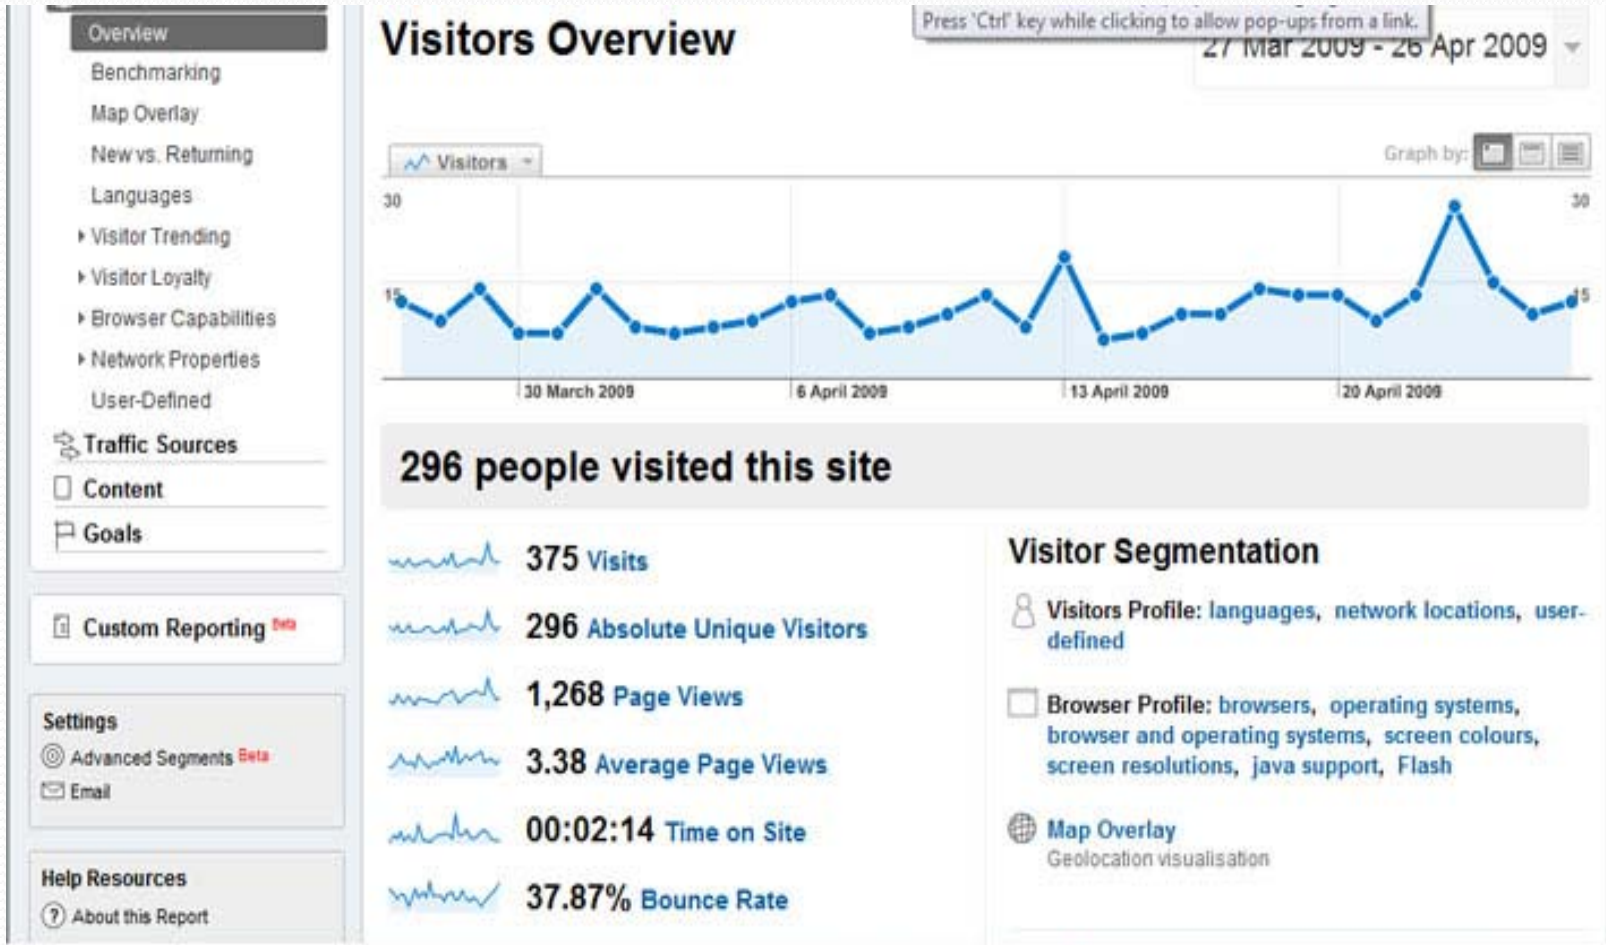 Overview
Benchmarking
Map Overlay
New vs. Returning
Languages
Visitor Trending
Visitor Loyalty
Browser Capabilities
Network Properties
User-Defined
Traffic Sources
Content
Goals
Custom Reporting Beta
Settings
Advanced Segments Beta
Email
Help Resources
? About this Report
Visitors Overview
Press 'Ctrl' key while clicking to allow pop-ups from a link.
27 Mar 2009 - 26 Apr 2009
Visitors
Graph by:
30 30
15 15
30 March 2009 6 April 2009 13 April 2009 20 April 2009
296 people visited this site
375 Visits
296 Absolute Unique Visitors
1,268 Page Views
3.38 Average Page Views
00:02:14 Time on Site
37.87% Bounce Rate
Visitor Segmentation
Visitors Profile: languages, network locations, user-
defined
Browser Profile: browsers, operating systems,
browser and operating systems, screen colours,
screen resolutions, java support, Flash
Map Overlay
Geolocation visualisation